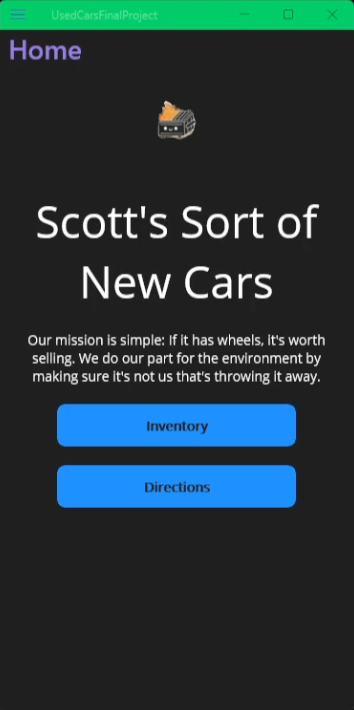 UsedCarsFinalProject
Home
Scott's Sort of
New Cars
Our mission is simple: If it has wheels, it's worth
selling. We do our part for the environment by
making sure it's not us that's throwing it away.
Inventory
Directions